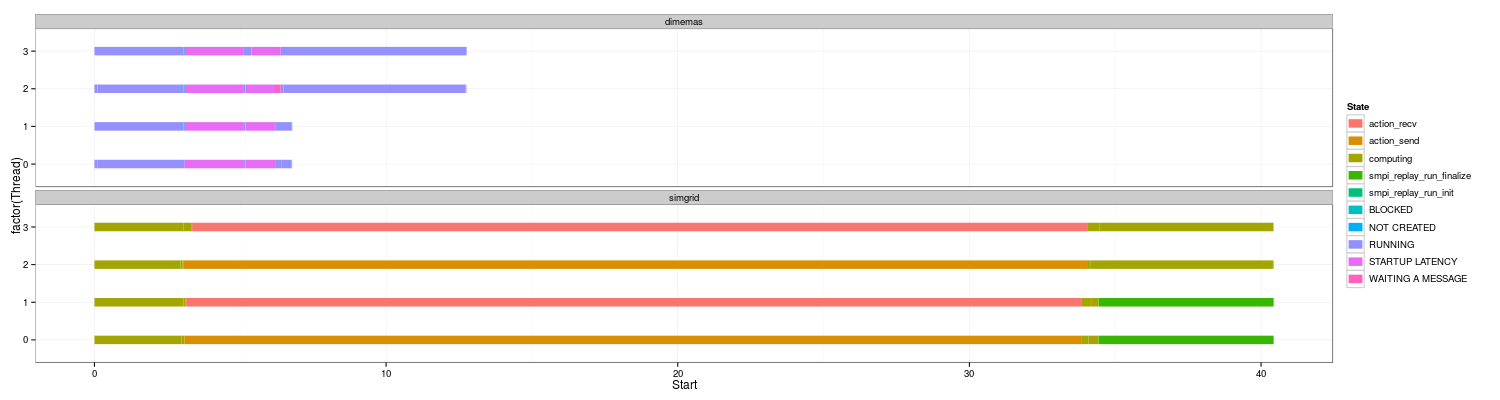 dimemas
3
2
1
0
simgrid
3
2
1
0
factor(Thread)
0 10 20 30 40
Start
State
action_recv
action_send
computing
smpi_replay_run_finalize
smpi_replay_run_init
BLOCKED
NOT CREATED
RUNNING
STARTUP LATENCY
WAITING A MESSAGE